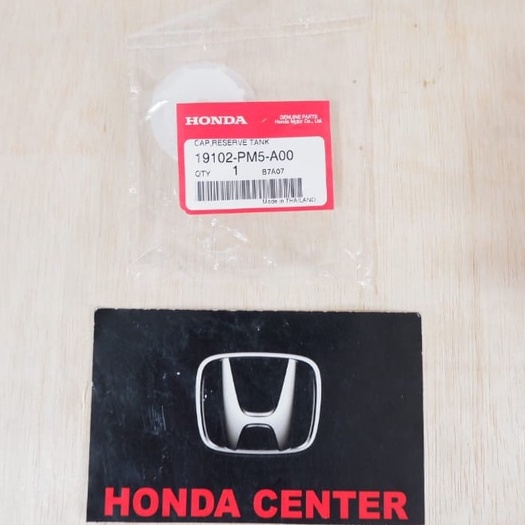 HONDA
GENUINE PARTS
Honda Motor Co., Ltd.
CAP,RESERVE TANK
19102-PM5-A00
QTY 1 B7A07
Made in THAILAND
HONDA CENTER